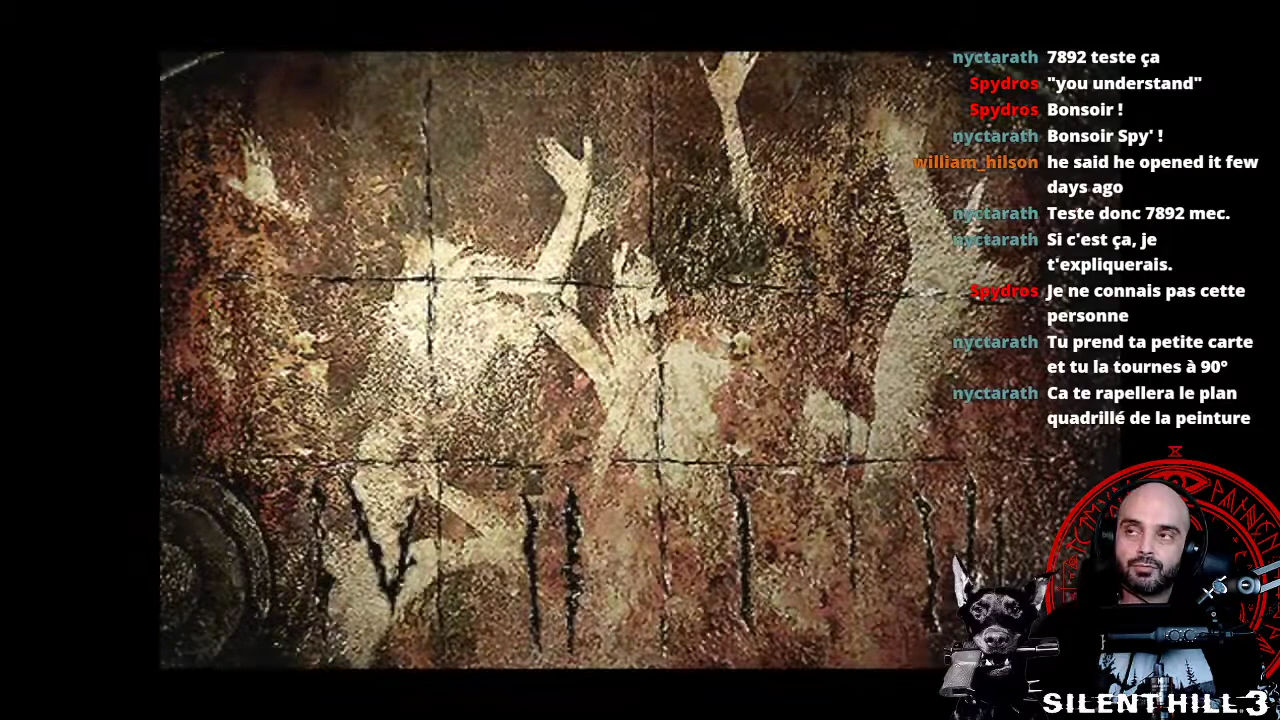 nyctarath 7892 teste ça
Spydros "you understand"
Spydros Bonsoir !
nyctarath Bonsoir Spy' !
william_hilson he said he opened it few
days ago
nyctarath Teste donc 7892 mec.
nyctarath Si c'est ça, je
t'expliquerais.
Spydros Je ne connais pas cette
personne
nyctarath Tu prend ta petite carte
et tu la tournes à 90°
nyctarath Ca te rapellera le plan
quadrillé de la peinture
SILENT HILL 3